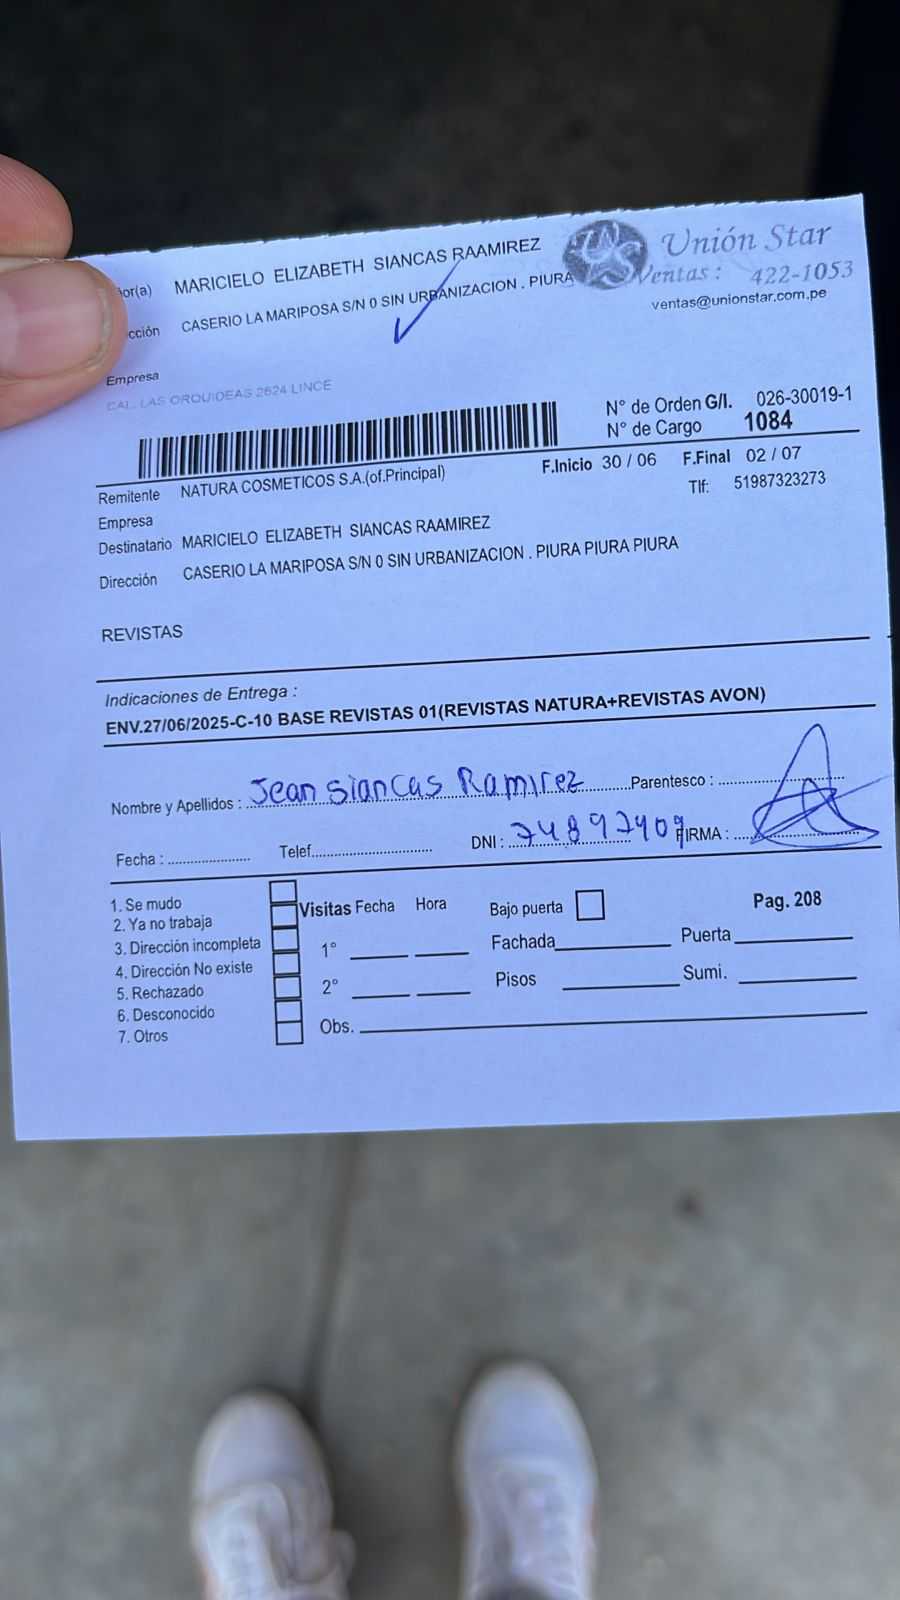 ñor(a) MARICIELO ELIZABETH SIANCAS RAAMIREZ
cción CASERIO LA MARIPOSA S/N 0 SIN URBANIZACION . PIURA
Unión Star
Ventas : 422-1053
ventas@unionstar.com.pe
Empresa
CAL. LAS ORQUIDEAS 2624 LINCE
N° de Orden G/I. 026-30019-1
N° de Cargo 1084
Remitente NATURA COSMETICOS S.A.(of.Principal)
F.Inicio 30 / 06 F.Final 02 / 07
Empresa
Tlf: 51987323273
Destinatario MARICIELO ELIZABETH SIANCAS RAAMIREZ
Dirección CASERIO LA MARIPOSA S/N 0 SIN URBANIZACION . PIURA PIURA PIURA
REVISTAS
Indicaciones de Entrega :
ENV.27/06/2025-C-10 BASE REVISTAS 01(REVISTAS NATURA+REVISTAS AVON)
Nombre y Apellidos : Jean Siancas Ramirez Parentesco :
Fecha : Telef. DNI : 74897409 FIRMA :
1. Se mudo
2. Ya no trabaja
3. Dirección incompleta
4. Dirección No existe
5. Rechazado
6. Desconocido
7. Otros
Visitas Fecha Hora
1°
2°
Obs.
Bajo puerta
Pag. 208
Fachada Puerta
Pisos Sumi.